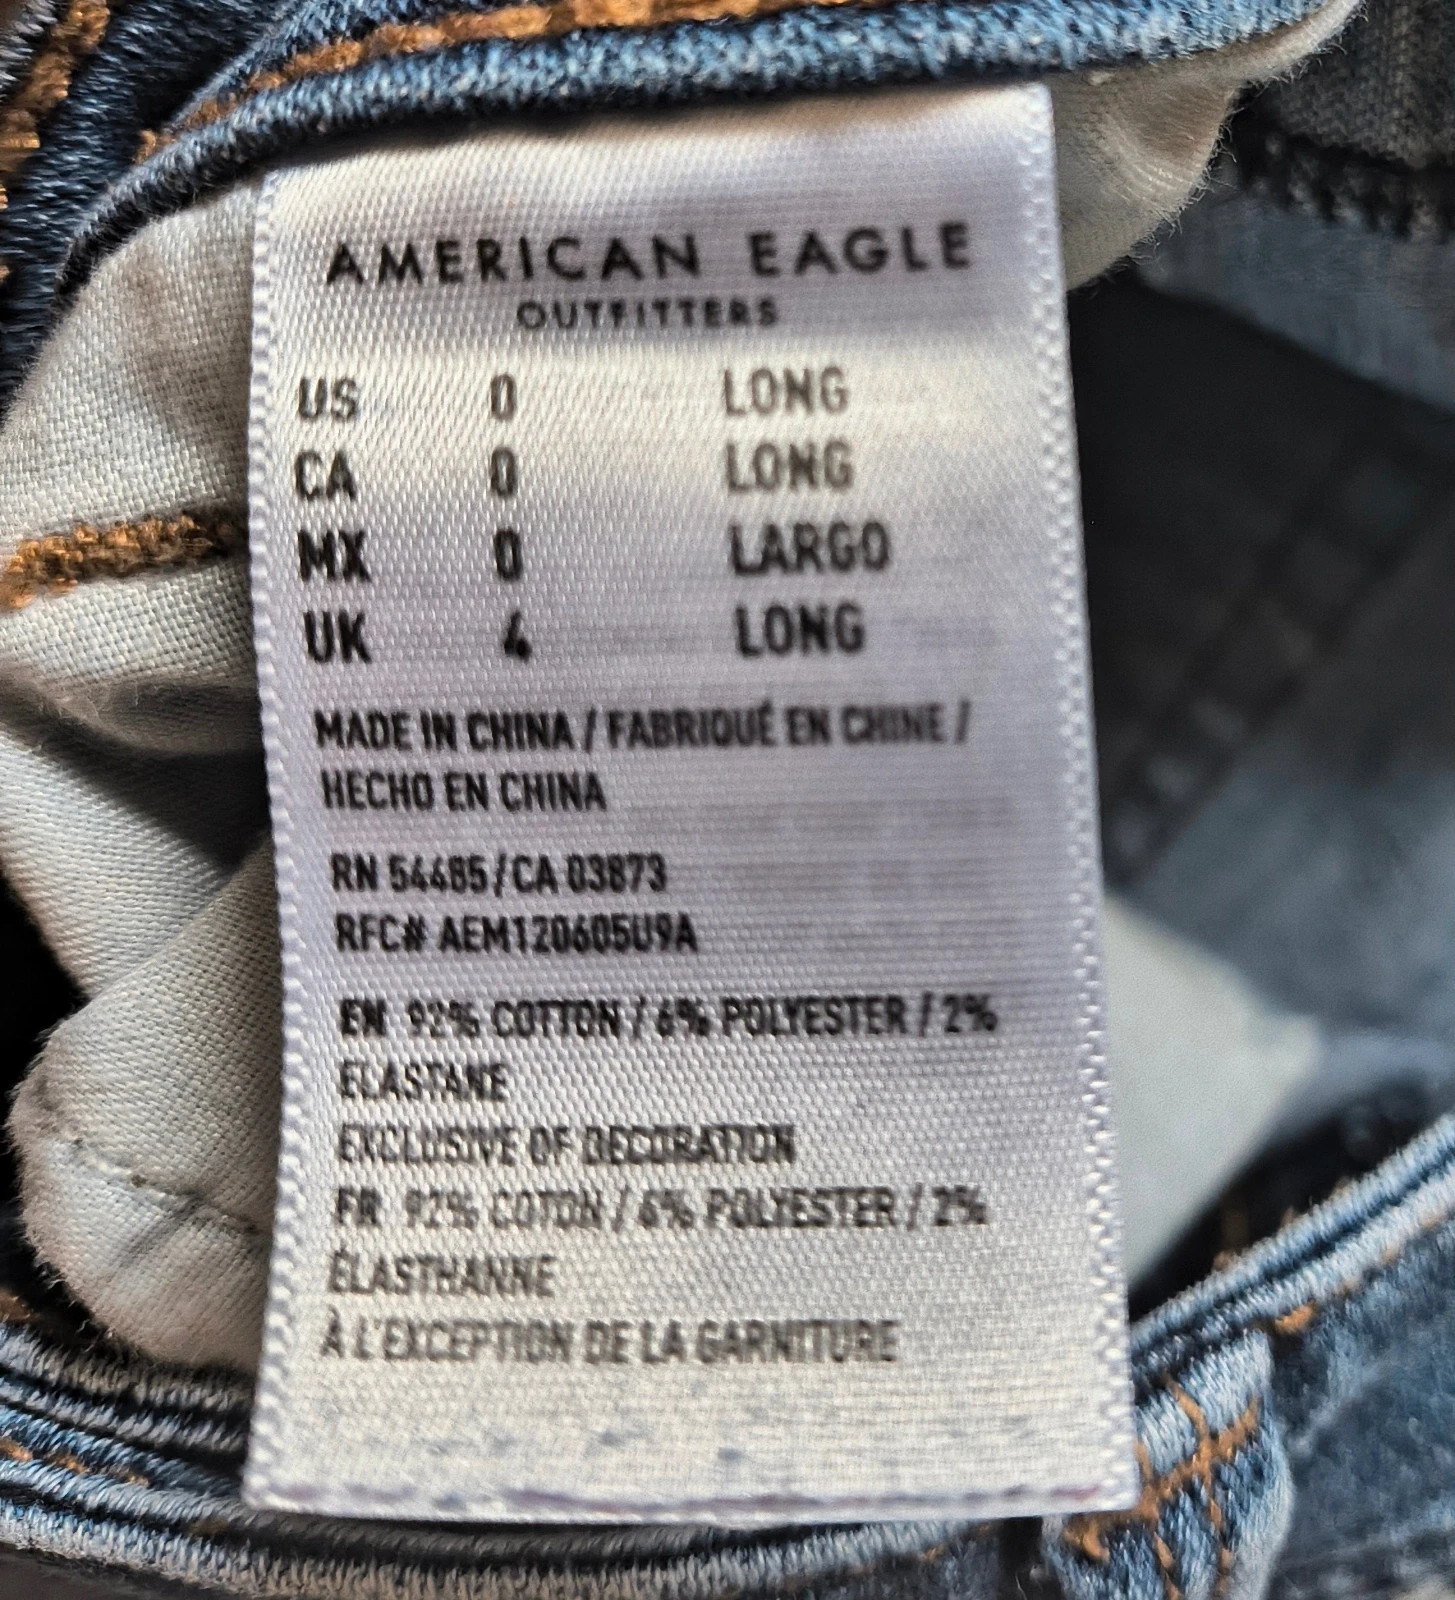 AMERICAN EAGLE
OUTFITTERS
US 0 LONG
CA 0 LONG
MX 0 LARGO
UK 4 LONG
MADE IN CHINA / FABRIQUÉ EN CHINE /
HECHO EN CHINA
RN 54485/CA 03873
RFC# AEM120605U9A
EN 92% COTTON / 6% POLYESTER / 2%
ELASTANE
EXCLUSIVE OF DECORATION
FR 92% COTON / 6% POLYESTER / 2%
ÉLASTHANNE
À L'EXCEPTION DE LA GARNITURE